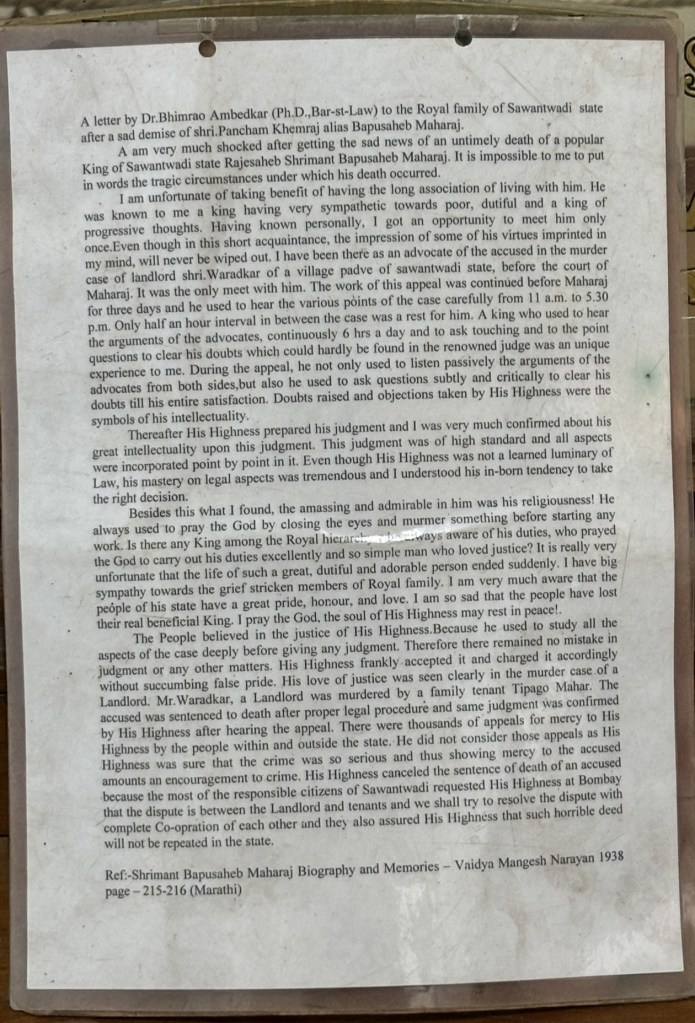 A letter by Dr.Bhimrao Ambedkar (Ph.D.,Bar-st-Law) to the Royal family of Sawantwadi state
after a sad demise of shri.Pancham Khemraj alias Bapusaheb Maharaj.
A am very much shocked after getting the sad news of an untimely death of a popular
King of Sawantwadi state Rajesaheb Shrimant Bapusaheb Maharaj. It is impossible to me to put
in words the tragic circumstances under which his death occurred.
I am unfortunate of taking benefit of having the long association of living with him. He
was known to me a king having very sympathetic towards poor, dutiful and a king of
progressive thoughts. Having known personally, I got an opportunity to meet him only
once.Even though in this short acquaintance, the impression of some of his virtues imprinted in
my mind, will never be wiped out. I have been there as an advocate of the accused in the murder
case of landlord shri.Waradkar of a village padve of sawantwadi state, before the court of
Maharaj. It was the only meet with him. The work of this appeal was continued before Maharaj
for three days and he used to hear the various points of the case carefully from 11 a.m. to 5.30
p.m. Only half an hour interval in between the case was a rest for him. A king who used to hear
the arguments of the advocates, continuously 6 hrs a day and to ask touching and to the point
questions to clear his doubts which could hardly be found in the renowned judge was an unique
experience to me. During the appeal, he not only used to listen passively the arguments of the
advocates from both sides,but also he used to ask questions subtly and critically to clear his
doubts till his entire satisfaction. Doubts raised and objections taken by His Highness were the
symbols of his intellectuality.
Thereafter His Highness prepared his judgment and I was very much confirmed about his
great intellectuality upon this judgment. This judgment was of high standard and all aspects
were incorporated point by point in it. Even though His Highness was not a learned luminary of
Law, his mastery on legal aspects was tremendous and I understood his in-born tendency to take
the right decision.
Besides this what I found, the amassing and admirable in him was his religiousness! He
always used to pray the God by closing the eyes and murmer something before starting any
work. Is there any King among the Royal aware of his duties, who prayed
the God to carry out his duties excellently and so simple man who loved justice? It is really very
unfortunate that the life of such a great, dutiful and adorable person ended suddenly. I have big
sympathy towards the grief stricken members of Royal family. I am very much aware that the
people of his state have a great pride, honour, and love. I am so sad that the people have lost
their real beneficial King. I pray the God, the soul of His Highness may rest in peace!.
The People believed in the justice of His Highness.Because he used to study all the
aspects of the case deeply before giving any judgment. Therefore there remained no mistake in
judgment or any other matters. His Highness frankly accepted it and charged it accordingly
without succumbing false pride. His love of justice was seen clearly in the murder case of a
Landlord. Mr.Waradkar, a Landlord was murdered by a family tenant Tipago Mahar. The
accused was sentenced to death after proper legal procedure and same judgment was confirmed
by His Highness after hearing the appeal. There were thousands of appeals for mercy to His
Highness by the people within and outside the state. He did not consider those appeals as His
Highness was sure that the crime was so serious and thus showing mercy to the accused
amounts an encouragement to crime. His Highness canceled the sentence of death of an accused
because the most of the responsible citizens of Sawantwadi requested His Highness at Bombay
that the dispute is between the Landlord and tenants and we shall try to resolve the dispute with
complete Co-opration of each other and they also assured His Highness that such horrible deed
will not be repeated in the state.
Ref:-Shrimant Bapusaheb Maharaj Biography and Memories – Vaidya Mangesh Narayan 1938
page – 215-216 (Marathi)